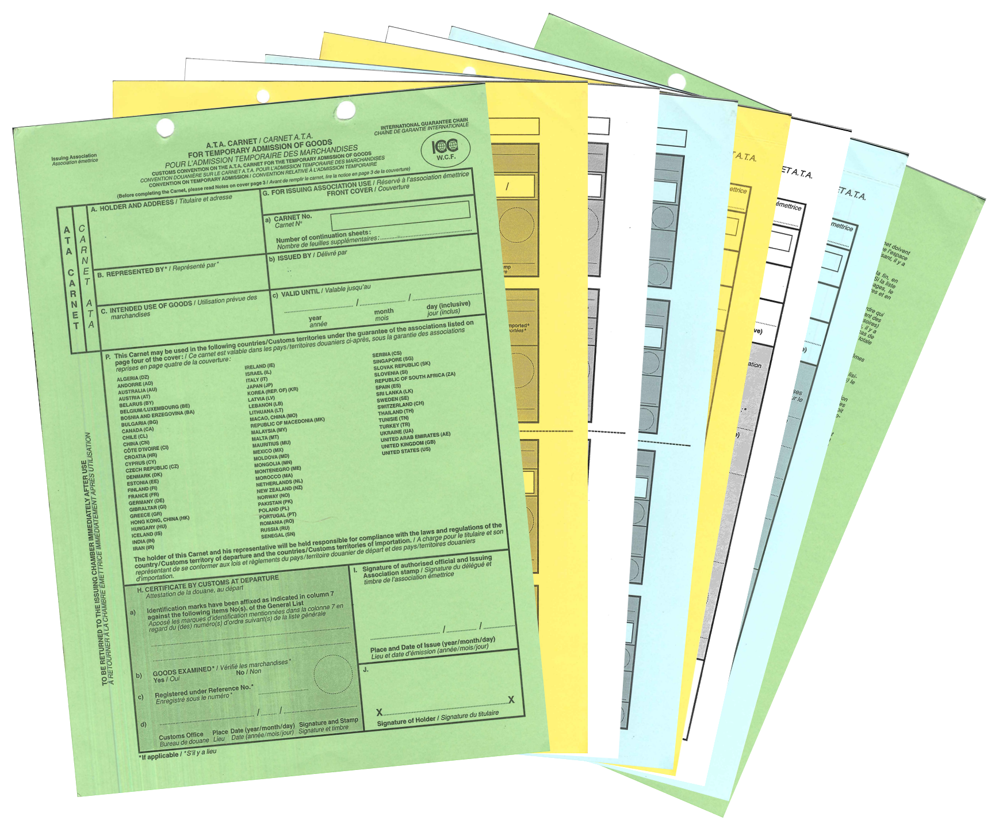 Issuing Association
Association émettrice
INTERNATIONAL GUARANTEE CHAIN
CHAÎNE DE GARANTIE INTERNATIONALE
ICC
W.C.F.
A.T.A. CARNET / CARNET A.T.A.
FOR TEMPORARY ADMISSION OF GOODS
POUR L'ADMISSION TEMPORAIRE DES MARCHANDISES
CUSTOMS CONVENTION ON THE A.T.A. CARNET FOR THE TEMPORARY ADMISSION OF GOODS
CONVENTION DOUANIÈRE SUR LE CARNET A.T.A. POUR L'ADMISSION TEMPORAIRE DES MARCHANDISES
CONVENTION ON TEMPORARY ADMISSION / CONVENTION RELATIVE À L'ADMISSION TEMPORAIRE
(Before completing the Carnet, please read Notes on cover page 3 / Avant de remplir le carnet, lire la notice en page 3 de la couverture)
ATA CARNET
CARNET ATA
A. HOLDER AND ADDRESS / Titulaire et adresse
G. FOR ISSUING ASSOCIATION USE / Réservé à l'association émettrice
FRONT COVER / Couverture
a) CARNET No.
Carnet N°
Number of continuation sheets:
Nombre de feuilles supplémentaires:
B. REPRESENTED BY* / Représenté par*
b) ISSUED BY / Délivré par
C. INTENDED USE OF GOODS / Utilisation prévue des
marchandises
c) VALID UNTIL / Valable jusqu'au
/ /
year month day (inclusive)
année mois jour (inclus)
P. This Carnet may be used in the following countries/Customs territories under the guarantee of the associations listed on
page four of the cover: / Ce carnet est valable dans les pays/territoires douaniers ci-après, sous la garantie des associations
reprises en page quatre de la couverture:
ALGERIA (DZ)
ANDORRE (AD)
AUSTRALIA (AU)
AUSTRIA (AT)
BELARUS (BY)
BELGIUM/LUXEMBOURG (BE)
BOSNIA AND ERZEGOVINA (BA)
BULGARIA (BG)
CANADA (CA)
CHILE (CL)
CHINA (CN)
CÔTE D'IVOIRE (CI)
CROATIA (HR)
CYPRUS (CY)
CZECH REPUBLIC (CZ)
DENMARK (DK)
ESTONIA (EE)
FINLAND (FI)
FRANCE (FR)
GERMANY (DE)
GIBRALTAR (GI)
GREECE (GR)
HONG KONG, CHINA (HK)
HUNGARY (HU)
ICELAND (IS)
INDIA (IN)
IRAN (IR)
IRELAND (IE)
ISRAEL (IL)
ITALY (IT)
JAPAN (JP)
KOREA (REP. OF) (KR)
LATVIA (LV)
LEBANON (LB)
LITHUANIA (LT)
MACAO, CHINA (MO)
REPUBLIC OF MACEDONIA (MK)
MALAYSIA (MY)
MALTA (MT)
MAURITIUS (MU)
MEXICO (MX)
MOLDOVA (MD)
MONGOLIA (MN)
MONTENEGRO (ME)
MOROCCO (MA)
NETHERLANDS (NL)
NEW ZEALAND (NZ)
NORWAY (NO)
PAKISTAN (PK)
POLAND (PL)
PORTUGAL (PT)
ROMANIA (RO)
RUSSIA (RU)
SENEGAL (SN)
SERBIA (CS)
SINGAPORE (SG)
SLOVAK REPUBLIC (SK)
SLOVENIA (SI)
REPUBLIC OF SOUTH AFRICA (ZA)
SPAIN (ES)
SRI LANKA (LK)
SWEDEN (SE)
SWITZERLAND (CH)
THAILAND (TH)
TUNISIE (TN)
TURKEY (TR)
UKRAINE (UA)
UNITED ARAB EMIRATES (AE)
UNITED KINGDOM (GB)
UNITED STATES (US)
The holder of this Carnet and his representative will be held responsible for compliance with the laws and regulations of the
country/Customs territory of departure and the countries/Customs territories of importation. / A charge pour le titulaire et son
représentant de se conformer aux lois et règlements du pays/territoire douanier de départ et des pays/territoires douaniers
d'importation.
TO BE RETURNED TO THE ISSUING CHAMBER IMMEDIATELY AFTER USE
À RETOURNER À LA CHAMBRE ÉMETTRICE IMMÉDIATEMENT APRÈS UTILISATION
H. CERTIFICATE BY CUSTOMS AT DEPARTURE
Attestation de la douane, au départ
a) Identification marks have been affixed as indicated in column 7
against the following items No(s). of the General List
Apposé les marques d'identification mentionnées dans la colonne 7 en
regard du (des) numéro(s) d'ordre suivant(s) de la liste générale
b) GOODS EXAMINED* / Vérifié les marchandises*
Yes / Oui No / Non
c) Registered under Reference No.*
Enregistré sous le numéro*
d) / /
Customs Office Place Date (year/month/day) Signature and Stamp
Bureau de douane Lieu Date (année/mois/jour) Signature et timbre
*If applicable / *S'il y a lieu
I. Signature of authorised official and Issuing
Association stamp / Signature du délégué et
timbre de l'association émettrice
/ /
Place and Date of Issue (year/month/day)
Lieu et date d'émission (année/mois/jour)
J.
X X
Signature of Holder / Signature du titulaire
/
A.T.A.
ET A.T.A.
émettrice
A.T.A.
doivent
l'espace
il y a
la fin, en
Si la liste